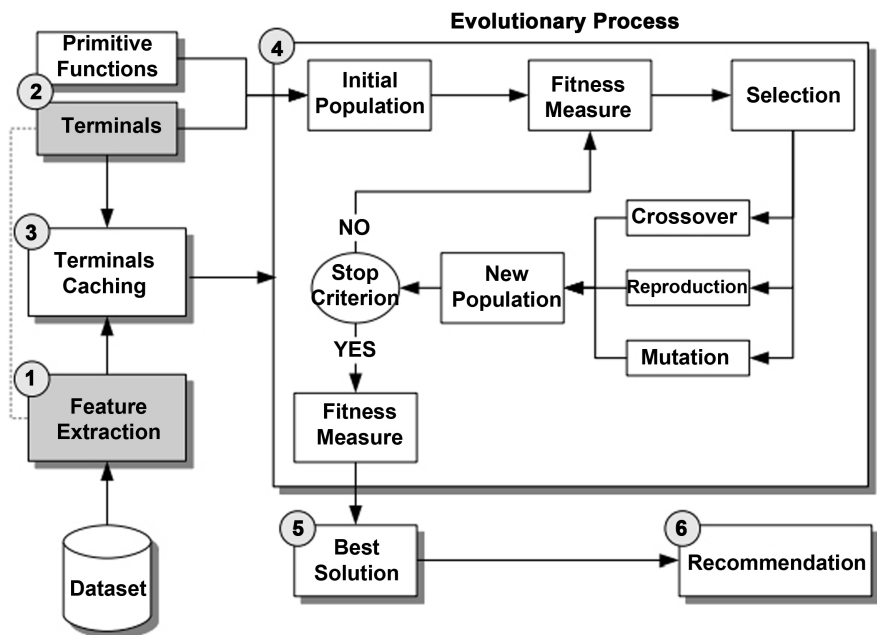 Evolutionary Process
4
Primitive
Functions
2
Terminals
Initial
Population
Fitness
Measure
Selection
3
Terminals
Caching
NO
Stop
Criterion
YES
New
Population
Crossover
Reproduction
Mutation
1
Feature
Extraction
Fitness
Measure
Dataset
5
Best
Solution
6
Recommendation